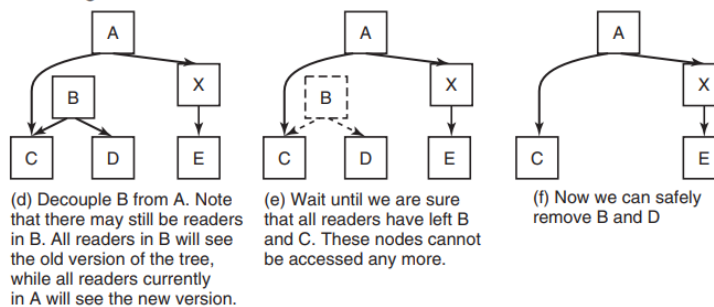 A
B
X
C
D
E
(d) Decouple B from A. Note
that there may still be readers
in B. All readers in B will see
the old version of the tree,
while all readers currently
in A will see the new version.
A
B
X
C
D
E
(e) Wait until we are sure
that all readers have left B
and C. These nodes cannot
be accessed any more.
A
X
C
E
(f) Now we can safely
remove B and D